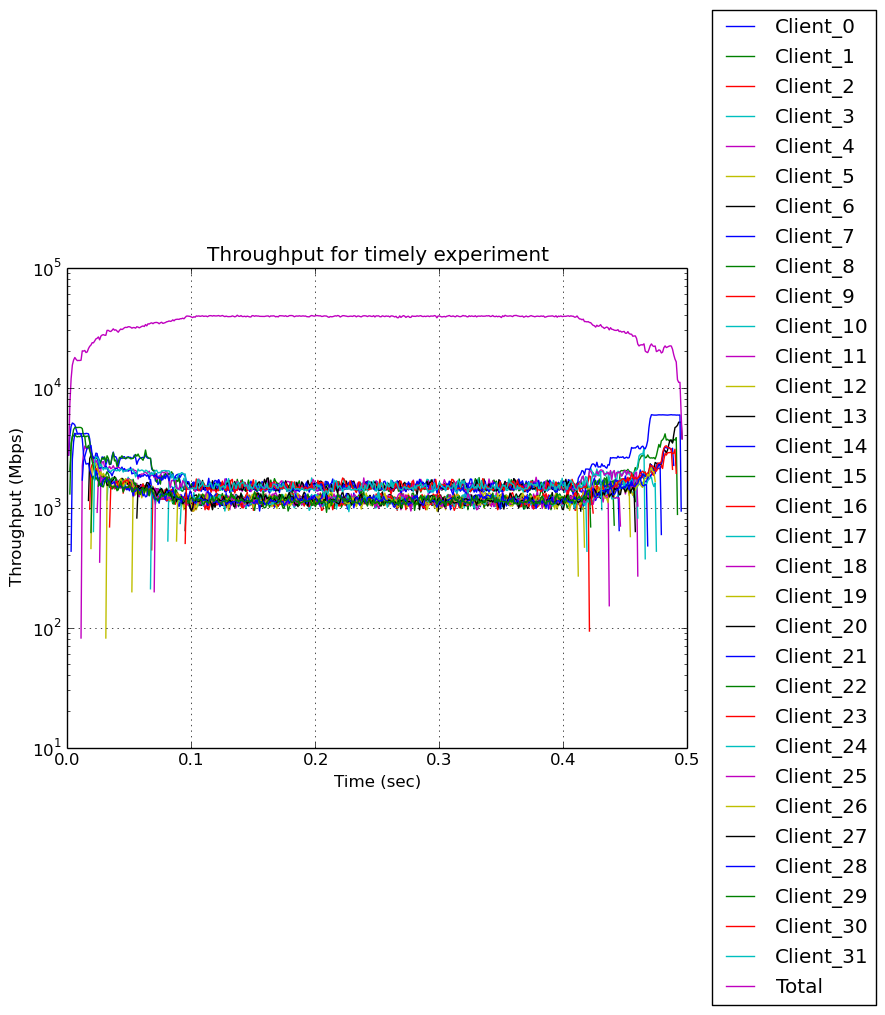 Throughput for timely experiment
Throughput (Mbps)
10^5
10^4
10^3
10^2
10^1
0.0 0.1 0.2 0.3 0.4 0.5
Time (sec)
Client_0
Client_1
Client_2
Client_3
Client_4
Client_5
Client_6
Client_7
Client_8
Client_9
Client_10
Client_11
Client_12
Client_13
Client_14
Client_15
Client_16
Client_17
Client_18
Client_19
Client_20
Client_21
Client_22
Client_23
Client_24
Client_25
Client_26
Client_27
Client_28
Client_29
Client_30
Client_31
Total